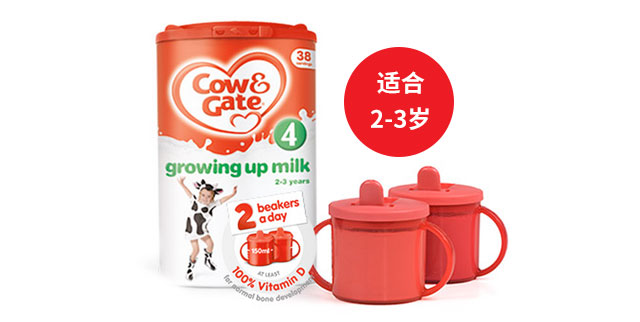 38
servings
Cow&
Gate
4
growing up milk
2-3 years
2 beakers
a day
150ml
AT LEAST
100% Vitamin D
for normal bone development
适合
2-3岁